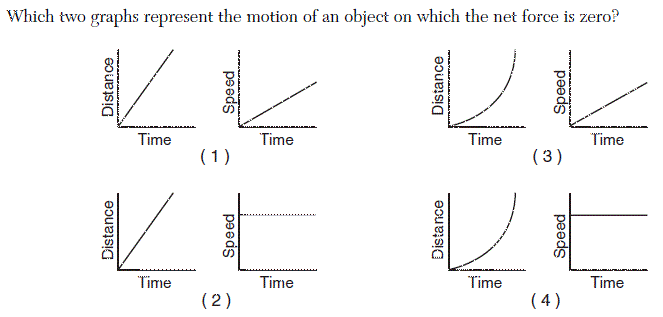 Which two graphs represent the motion of an object on which the net force is zero?
Distance Time Speed Time
(1)
Distance Time Speed Time
(3)
Distance Time Speed Time
(2)
Distance Time Speed Time
(4)